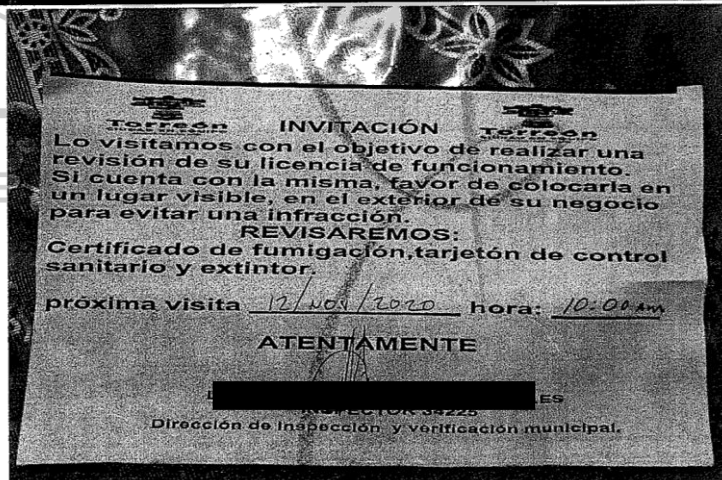 Torreón INVITACIÓN Torreón
Lo visitamos con el objetivo de realizar una
revisión de su licencia de funcionamiento.
Si cuenta con la misma, favor de colocarla en
un lugar visible, en el exterior de su negocio
para evitar una infracción.
REVISAREMOS:
Certificado de fumigación,tarjetón de control
sanitario y extintor.
próxima visita 12/NOV/2020 hora: 10:00 am
ATENTAMENTE
ES
INSPECTOR 34225
Dirección de Inspección y verificación municipal.